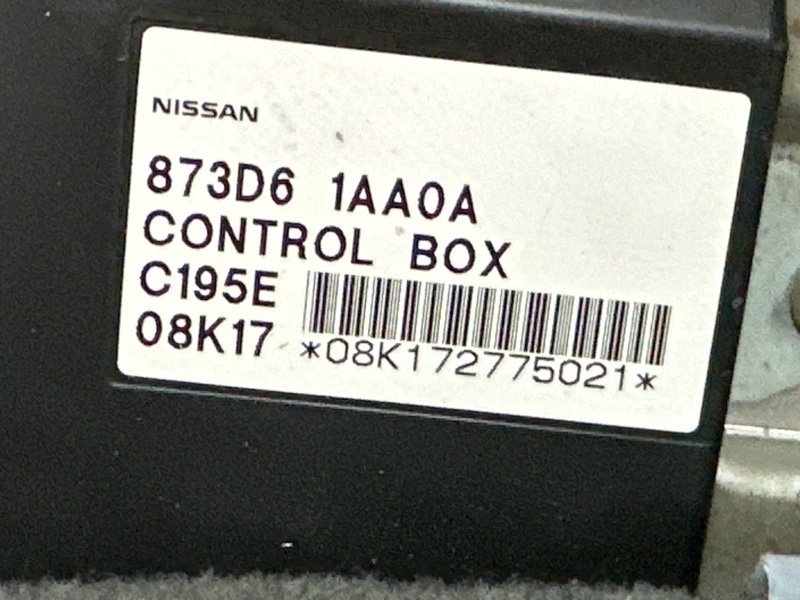 NISSAN
873D6 1AA0A
CONTROL BOX
C195E
08K17
*08K172775021*